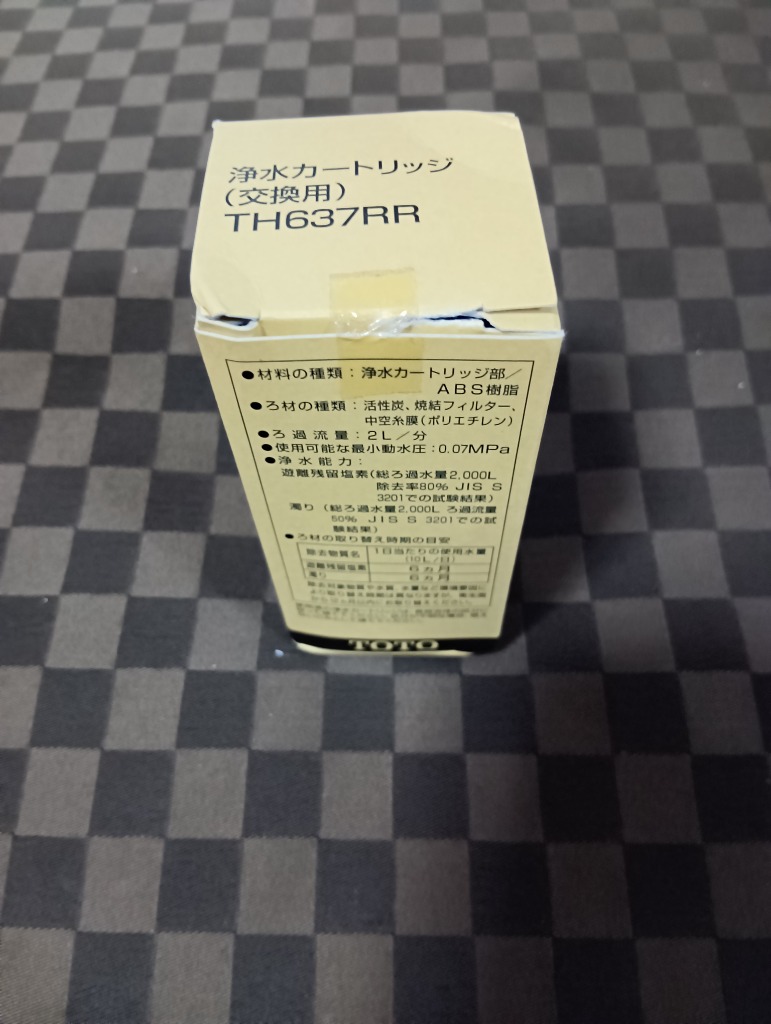 浄水カートリッジ
(交換用)
TH637RR
●材料の種類：浄水カートリッジ部／
ABS樹脂
●ろ材の種類：活性炭、焼結フィルター、
中空糸膜(ポリエチレン)
●ろ過流量：2L／分
●使用可能な最小動水圧：0.07MPa
●浄水能力：
遊離残留塩素(総ろ過水量2,000L
除去率80% JIS S
3201での試験結果)
濁り(総ろ過水量2,000L ろ過流量
50% JIS S 3201での試
験結果)
●ろ材の取り替え時期の目安
除去物質名 1日当たりの使用水量
(10L/日)
遊離残留塩素 6ヵ月
濁り 6ヵ月
TOTO